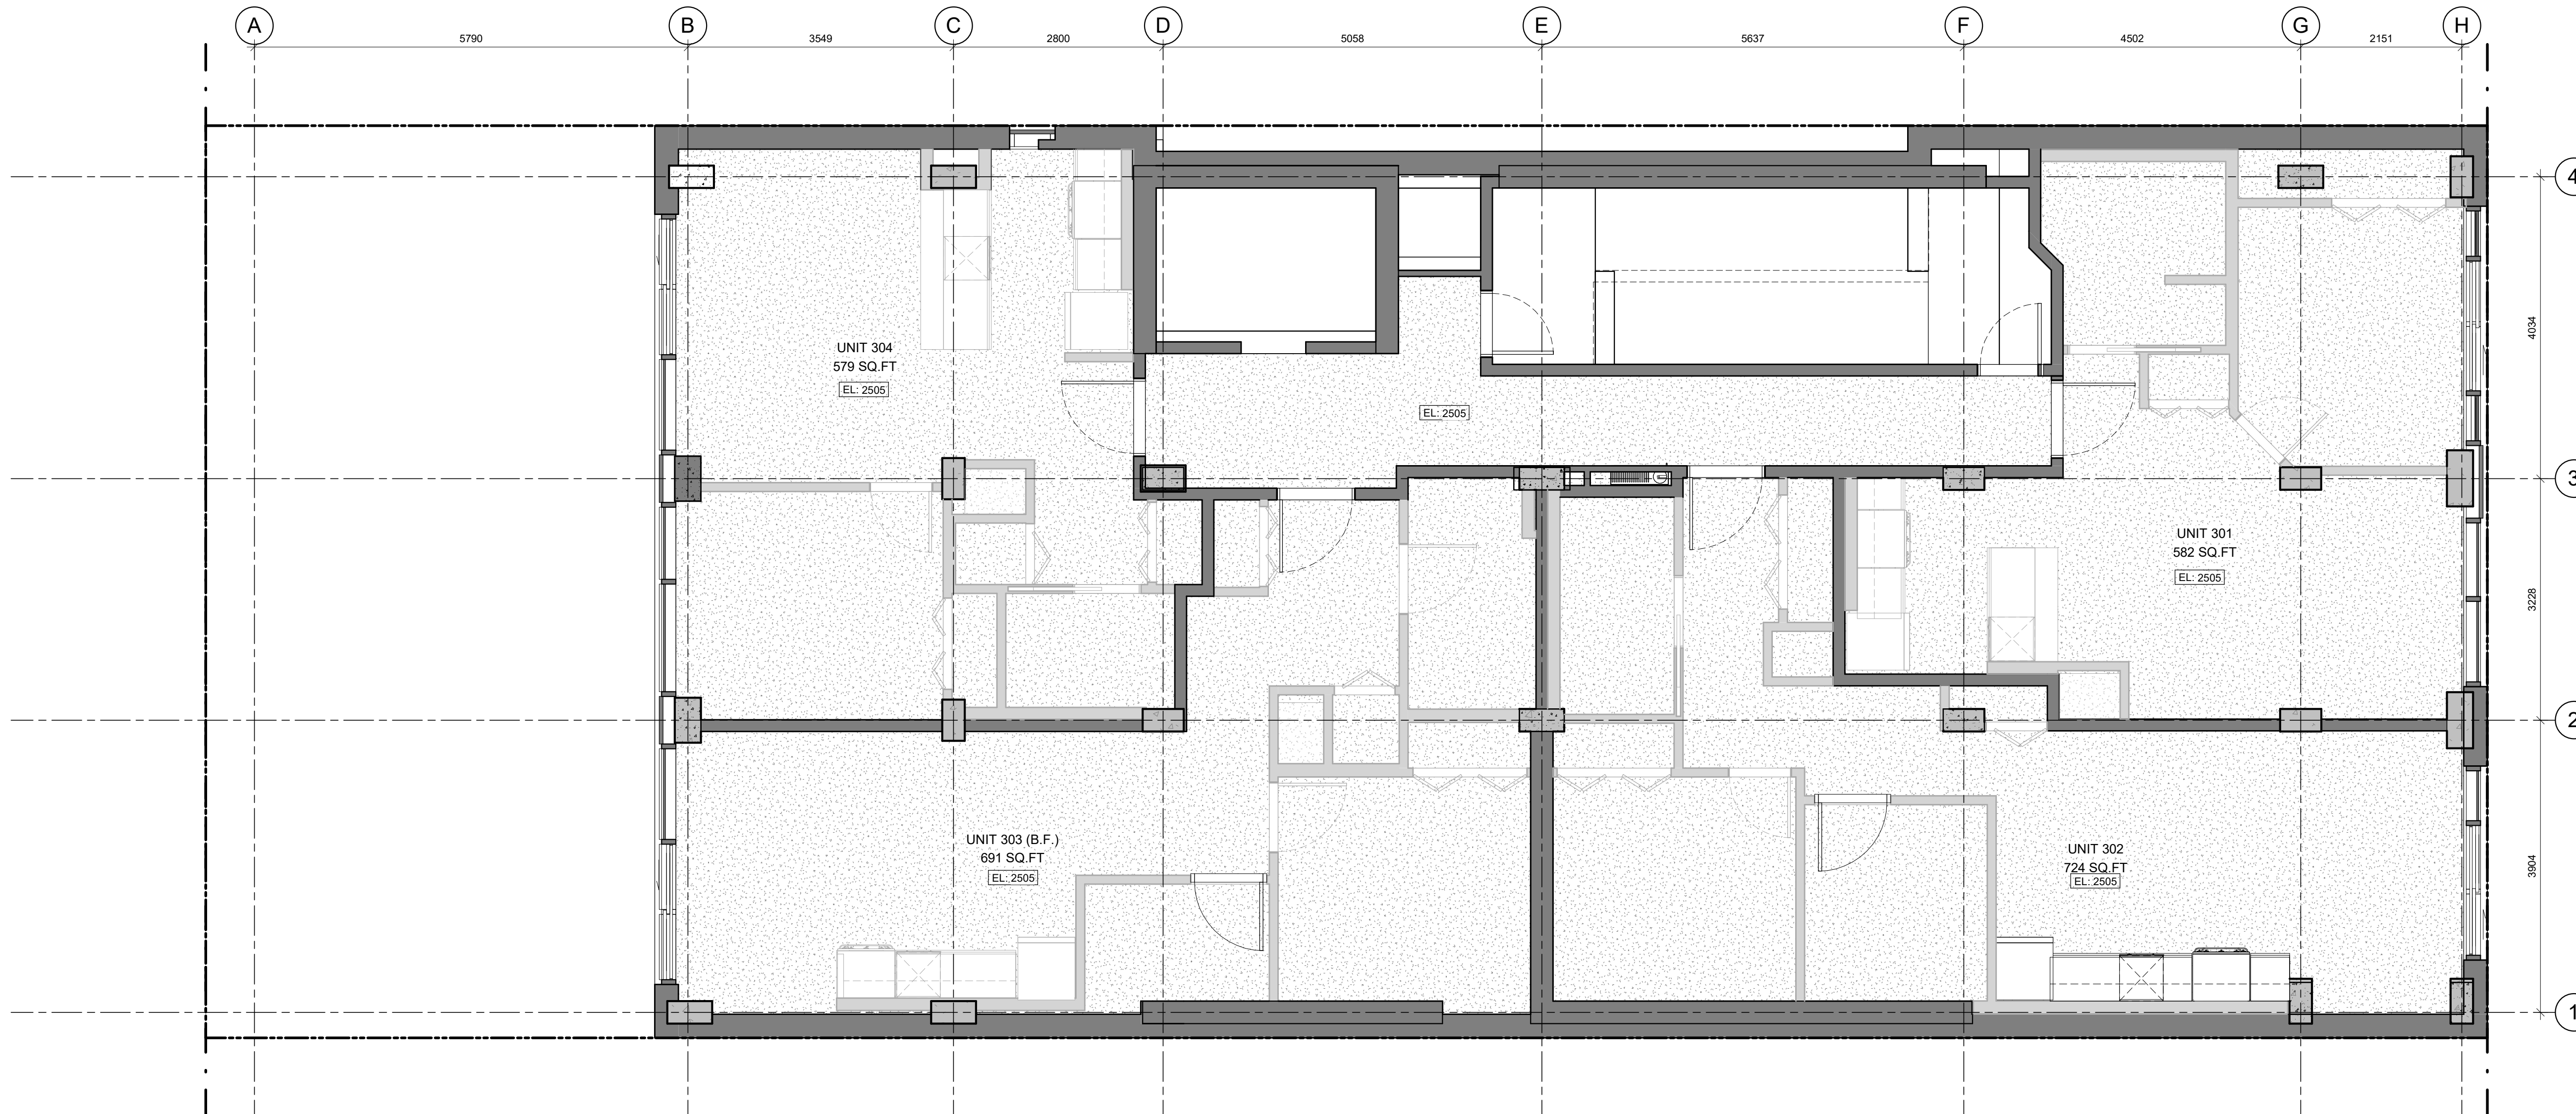 A
B
C
D
E
F
G
H
5790
3549
2800
5058
5637
4502
2151
4
4034
UNIT 304
579 SQ.FT
EL: 2505
EL: 2505
3
UNIT 301
582 SQ.FT
EL: 2505
3228
2
UNIT 303 (B.F.)
691 SQ.FT
EL: 2505
UNIT 302
724 SQ.FT
EL: 2505
3904
1